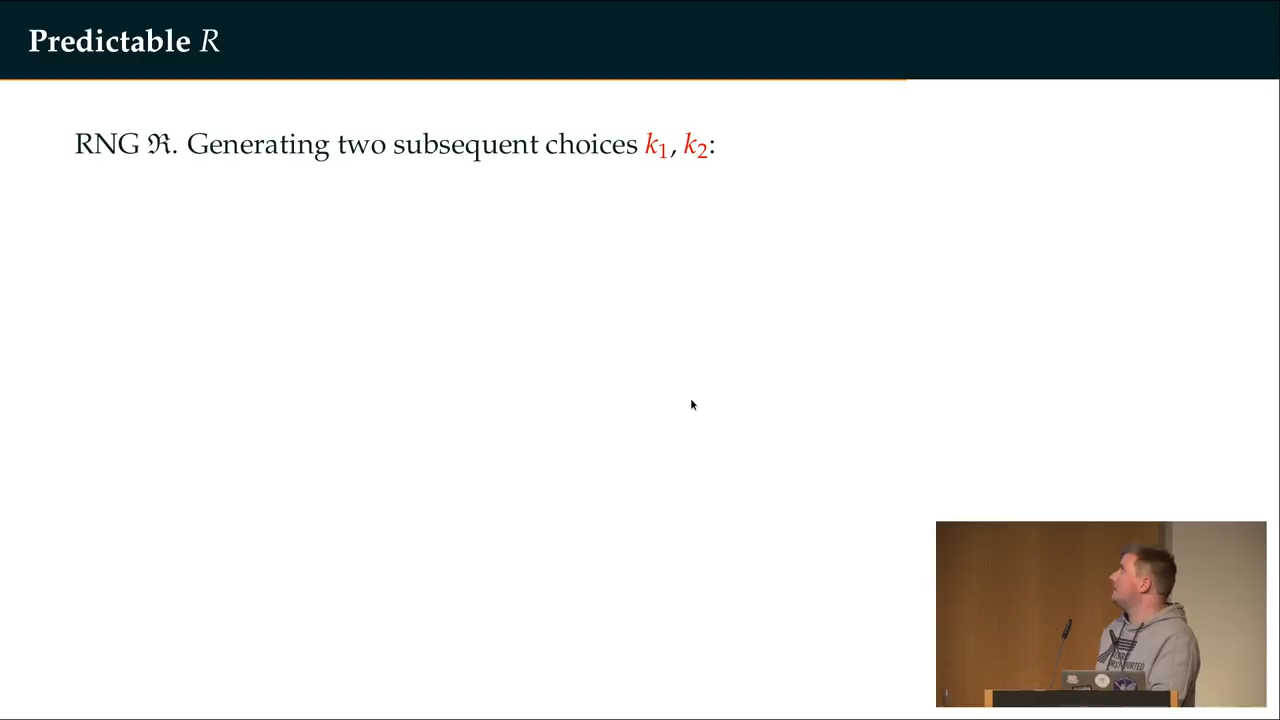 Predictable R
RNG ℜ. Generating two subsequent choices k₁, k₂: